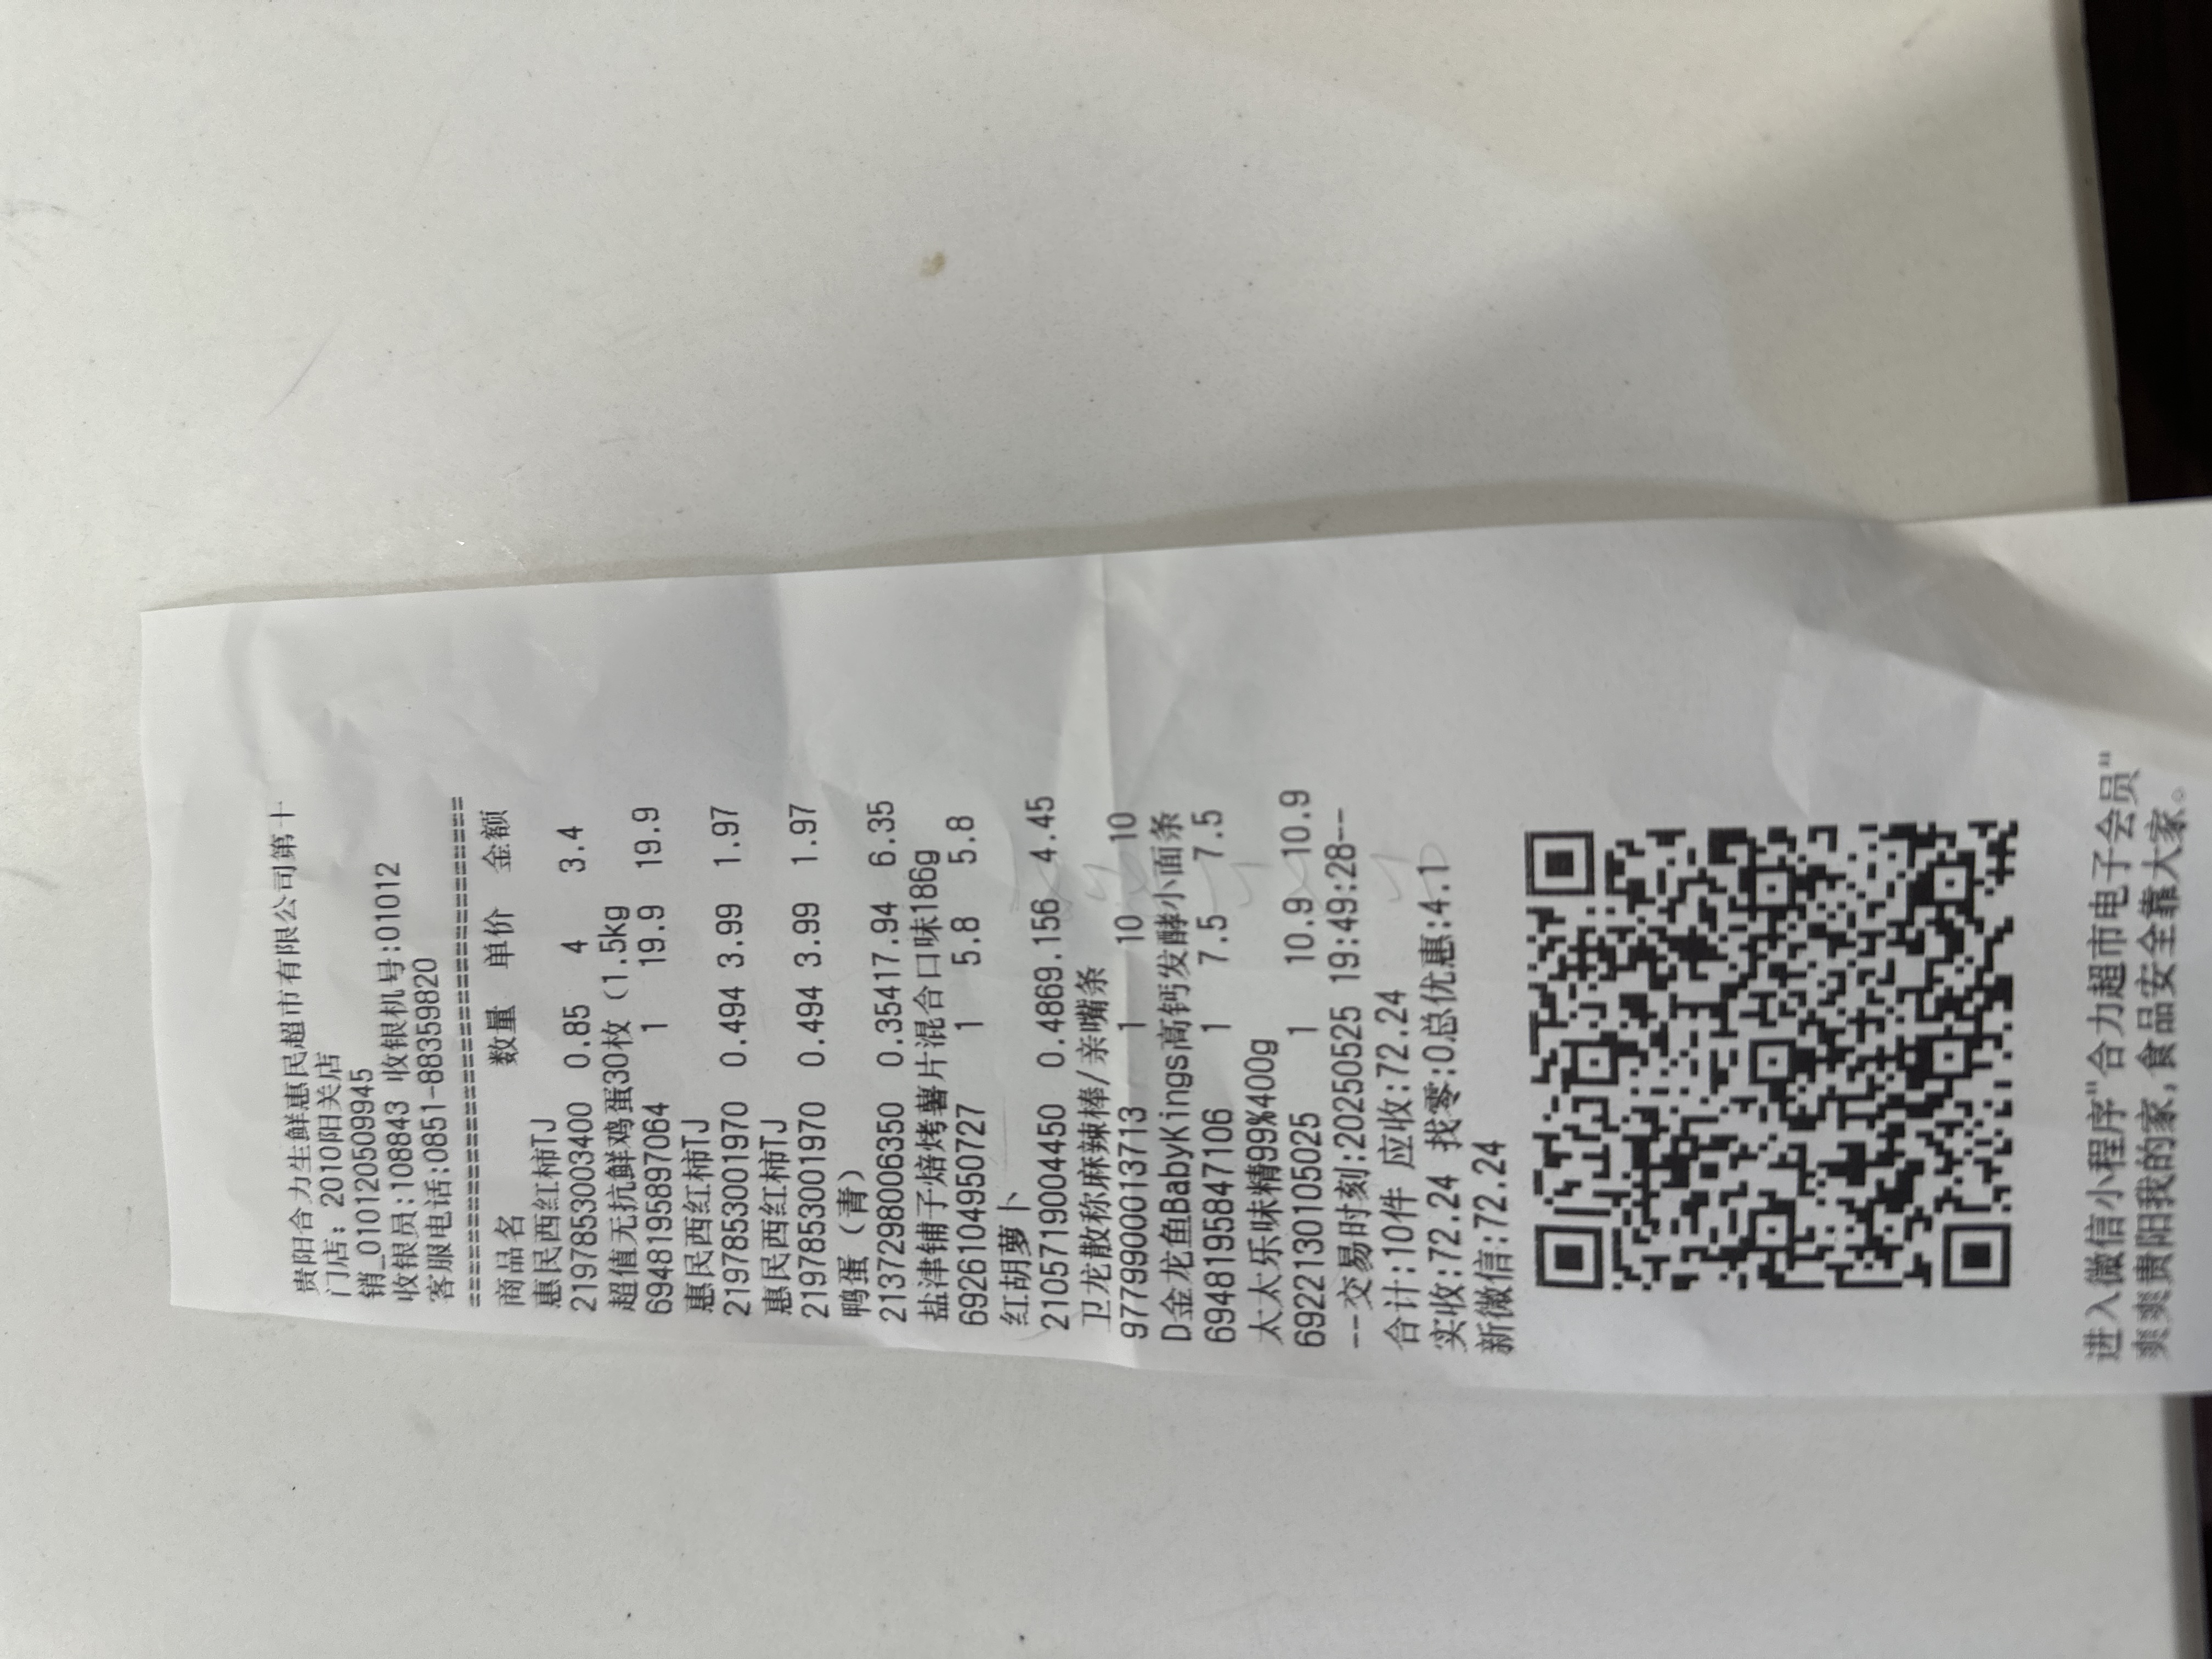 贵阳合力生鲜惠民超市有限公司第十
门店: 2010阳关店
销_0101201509945
收银员:108843 收银机号:01012
客服电话:0851-88359820
================================
商品名 数量 单价 金额
惠民西红柿TJ
2197853003400 0.85 4 3.4
超值无抗鲜鸡蛋30枚（1.5kg
6948195897064 1 19.9 19.9
惠民西红柿TJ
2197853001970 0.494 3.99 1.97
惠民西红柿TJ
2197853001970 0.494 3.99 1.97
鸭蛋（青）
2137298006350 0.35417.94 6.35
盐津铺子焙烤薯片混合口味186g
6926104950727 1 5.8 5.8
红胡萝卜
2105719004450 0.4869.156 4.45
卫龙散称麻辣棒/亲嘴条
9777990013713 1 10 10
D金龙鱼BabyKings高钙发酵小面条
6948195847106 1 7.5 7.5
太太乐味精99%400g
6922130105025 1 10.9 10.9
--交易时刻:20250525 19:49:28--
合计:10件 应收:72.24
实收:72.24 找零:0总优惠:4.1
新微信:72.24
进入微信小程序"合力超市电子会员"
爽爽贵阳我的家,食品安全靠大家。